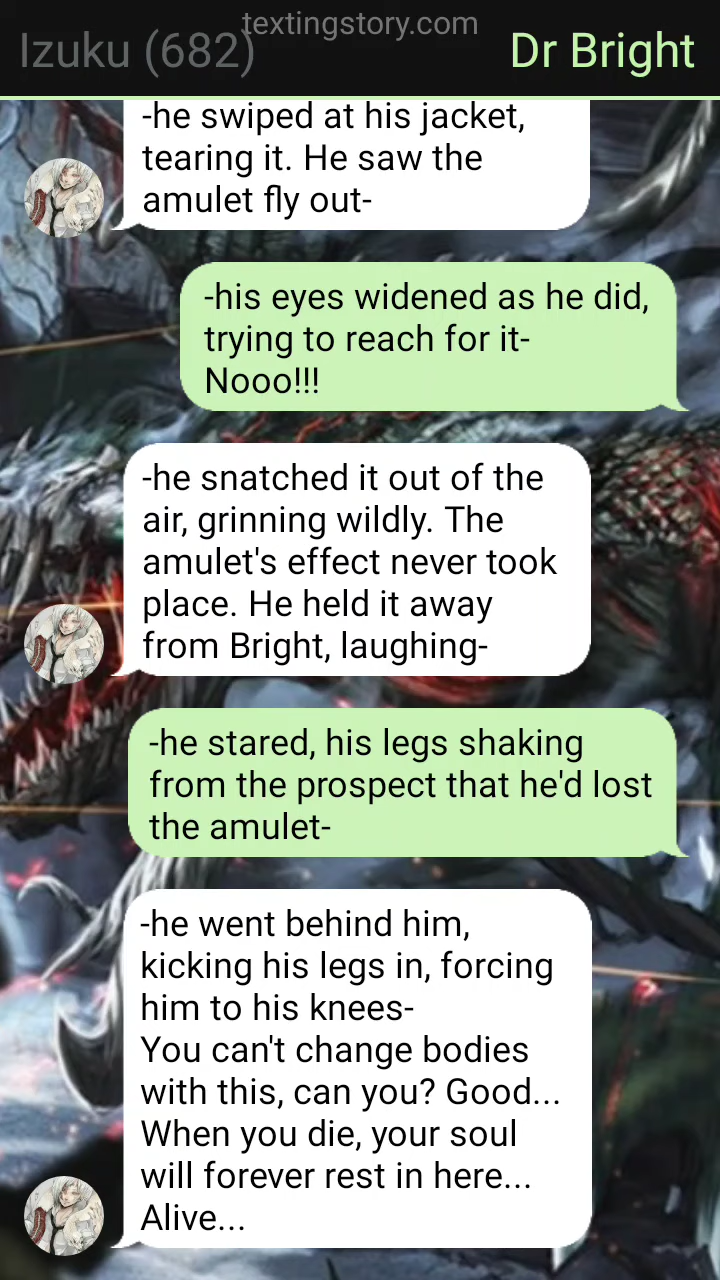 textingstory.com
Izuku (682)
Dr Bright
-he swiped at his jacket,
tearing it. He saw the
amulet fly out-
-his eyes widened as he did,
trying to reach for it-
Nooo!!!
-he snatched it out of the
air, grinning wildly. The
amulet's effect never took
place. He held it away
from Bright, laughing-
-he stared, his legs shaking
from the prospect that he'd lost
the amulet-
-he went behind him,
kicking his legs in, forcing
him to his knees-
You can't change bodies
with this, can you? Good...
When you die, your soul
will forever rest in here...
Alive...